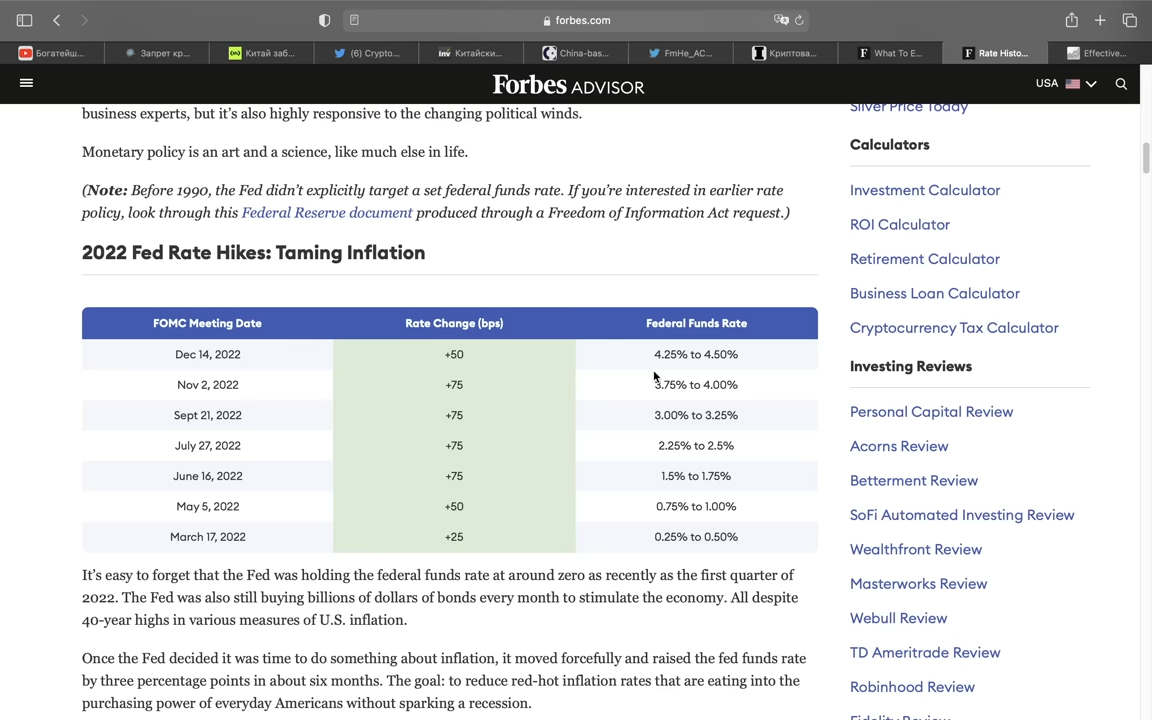 forbes.com
Богатейш...
Запрет кр...
Китай заб...
(6) Crypto...
Китайски...
China-bas...
FmHe_AC...
Криптова...
What To E...
Rate Histo...
Effective...
Forbes ADVISOR
USA
business experts, but it's also highly responsive to the changing political winds.
Monetary policy is an art and a science, like much else in life.
(Note: Before 1990, the Fed didn't explicitly target a set federal funds rate. If you're interested in earlier rate
policy, look through this Federal Reserve document produced through a Freedom of Information Act request.)
2022 Fed Rate Hikes: Taming Inflation
FOMC Meeting Date Rate Change (bps) Federal Funds Rate
Dec 14, 2022 +50 4.25% to 4.50%
Nov 2, 2022 +75 3.75% to 4.00%
Sept 21, 2022 +75 3.00% to 3.25%
July 27, 2022 +75 2.25% to 2.5%
June 16, 2022 +75 1.5% to 1.75%
May 5, 2022 +50 0.75% to 1.00%
March 17, 2022 +25 0.25% to 0.50%
It's easy to forget that the Fed was holding the federal funds rate at around zero as recently as the first quarter of
2022. The Fed was also still buying billions of dollars of bonds every month to stimulate the economy. All despite
40-year highs in various measures of U.S. inflation.
Once the Fed decided it was time to do something about inflation, it moved forcefully and raised the fed funds rate
by three percentage points in about six months. The goal: to reduce red-hot inflation rates that are eating into the
purchasing power of everyday Americans without sparking a recession.
Silver Price Today
Calculators
Investment Calculator
ROI Calculator
Retirement Calculator
Business Loan Calculator
Cryptocurrency Tax Calculator
Investing Reviews
Personal Capital Review
Acorns Review
Betterment Review
SoFi Automated Investing Review
Wealthfront Review
Masterworks Review
Webull Review
TD Ameritrade Review
Robinhood Review
Fidelity Review